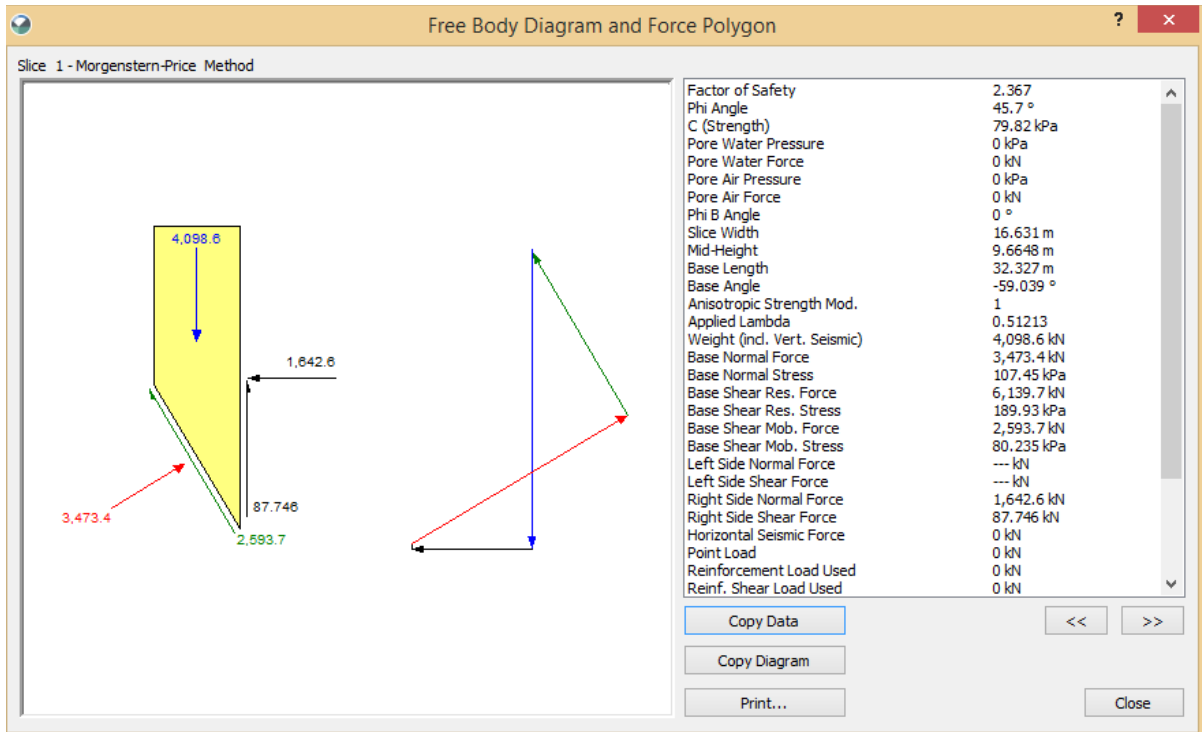 Free Body Diagram and Force Polygon
?
×
Slice 1 - Morgenstern-Price Method
4,098.6
1,642.6
87.746
3,473.4
2,593.7
Factor of Safety 2.367
Phi Angle 45.7 °
C (Strength) 79.82 kPa
Pore Water Pressure 0 kPa
Pore Water Force 0 kN
Pore Air Pressure 0 kPa
Pore Air Force 0 kN
Phi B Angle 0 °
Slice Width 16.631 m
Mid-Height 9.6648 m
Base Length 32.327 m
Base Angle -59.039 °
Anisotropic Strength Mod. 1
Applied Lambda 0.51213
Weight (incl. Vert. Seismic) 4,098.6 kN
Base Normal Force 3,473.4 kN
Base Normal Stress 107.45 kPa
Base Shear Res. Force 6,139.7 kN
Base Shear Res. Stress 189.93 kPa
Base Shear Mob. Force 2,593.7 kN
Base Shear Mob. Stress 80.235 kPa
Left Side Normal Force --- kN
Left Side Shear Force --- kN
Right Side Normal Force 1,642.6 kN
Right Side Shear Force 87.746 kN
Horizontal Seismic Force 0 kN
Point Load 0 kN
Reinforcement Load Used 0 kN
Reinf. Shear Load Used 0 kN
Copy Data
<< >>
Copy Diagram
Print...
Close